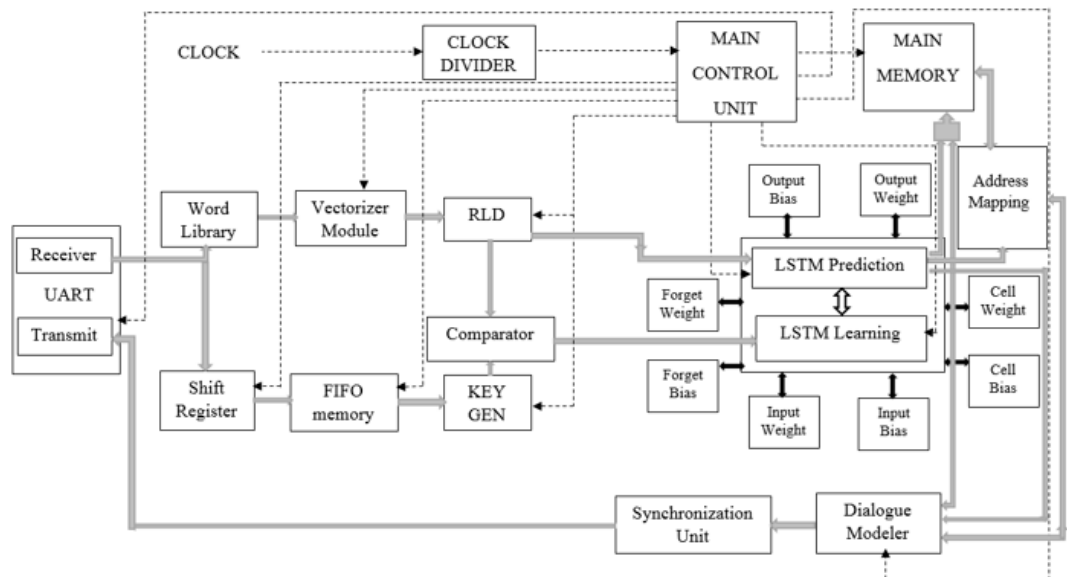 CLOCK
CLOCK
DIVIDER
MAIN
CONTROL
UNIT
MAIN
MEMORY
Word
Library
Vectorizer
Module
RLD
Output
Bias
Output
Weight
Address
Mapping
Receiver
UART
Transmit
LSTM Prediction
LSTM Learning
Forget
Weight
Cell
Weight
Comparator
Shift
Register
FIFO
memory
KEY
GEN
Forget
Bias
Cell
Bias
Input
Weight
Input
Bias
Synchronization
Unit
Dialogue
Modeler